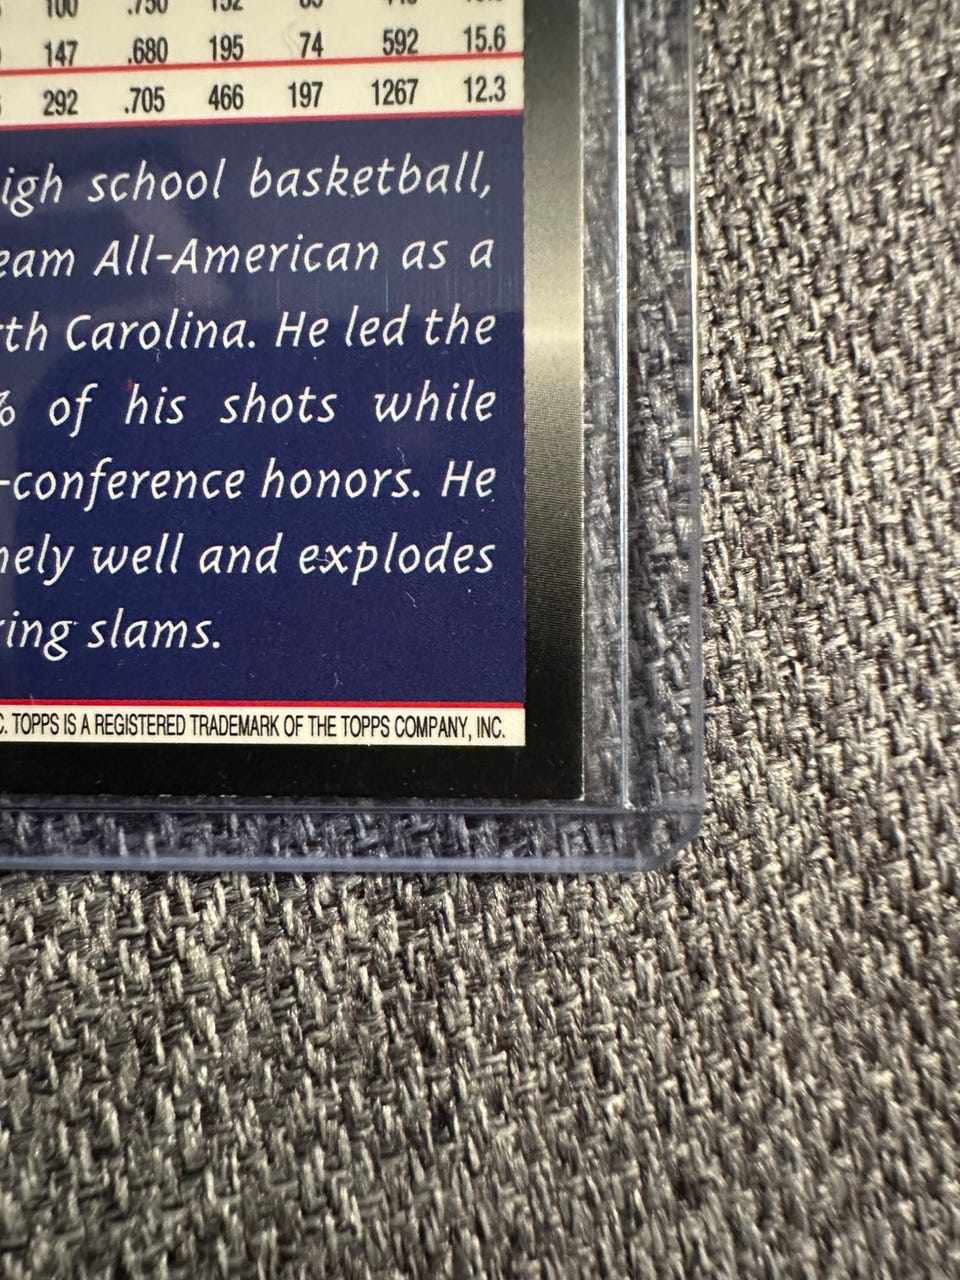 147 .680 195 74 592 15.6
292 .705 466 197 1267 12.3
igh school basketball,
eam All-American as a
rth Carolina. He led the
% of his shots while
-conference honors. He
nely well and explodes
ring slams.
C. TOPPS IS A REGISTERED TRADEMARK OF THE TOPPS COMPANY, INC.